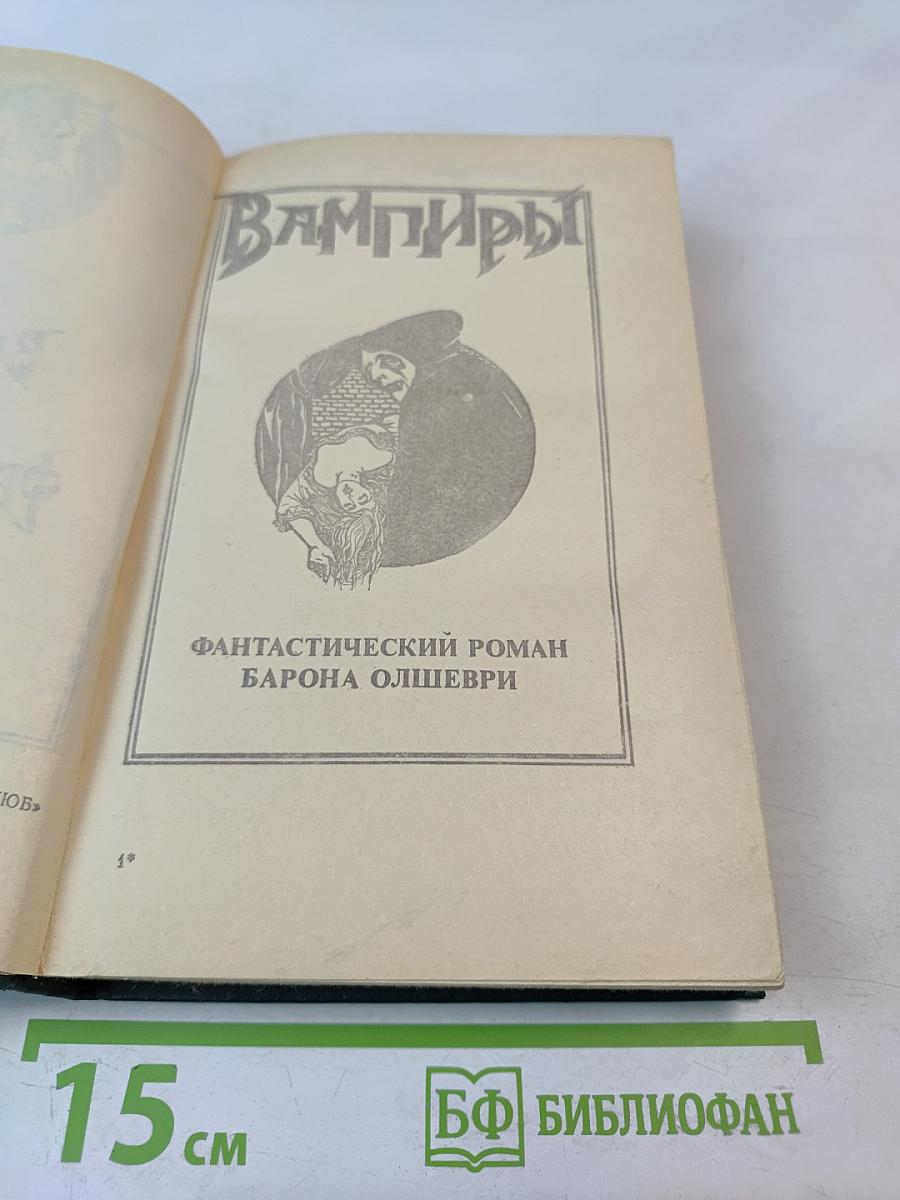 ВАМПИРЫ
ФАНТАСТИЧЕСКИЙ РОМАН
БАРОНА ОЛШЕВРИ
1*
15 см
БФ БИБЛИОФАН